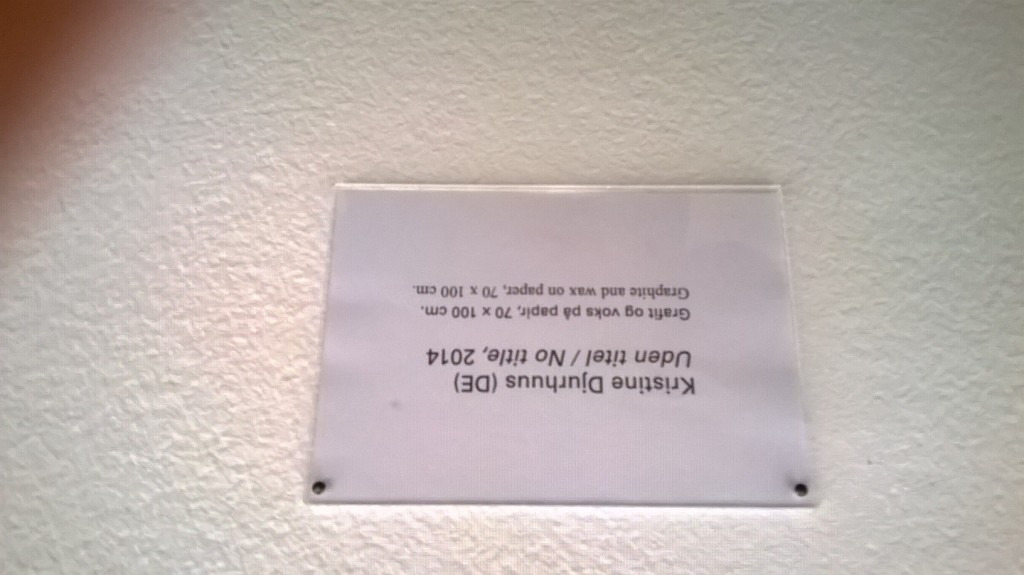 Kristine Djurhuus (DE)
Uden titel / No title, 2014
Grafit og voks på papir, 70 x 100 cm.
Graphite and wax on paper, 70 x 100 cm.